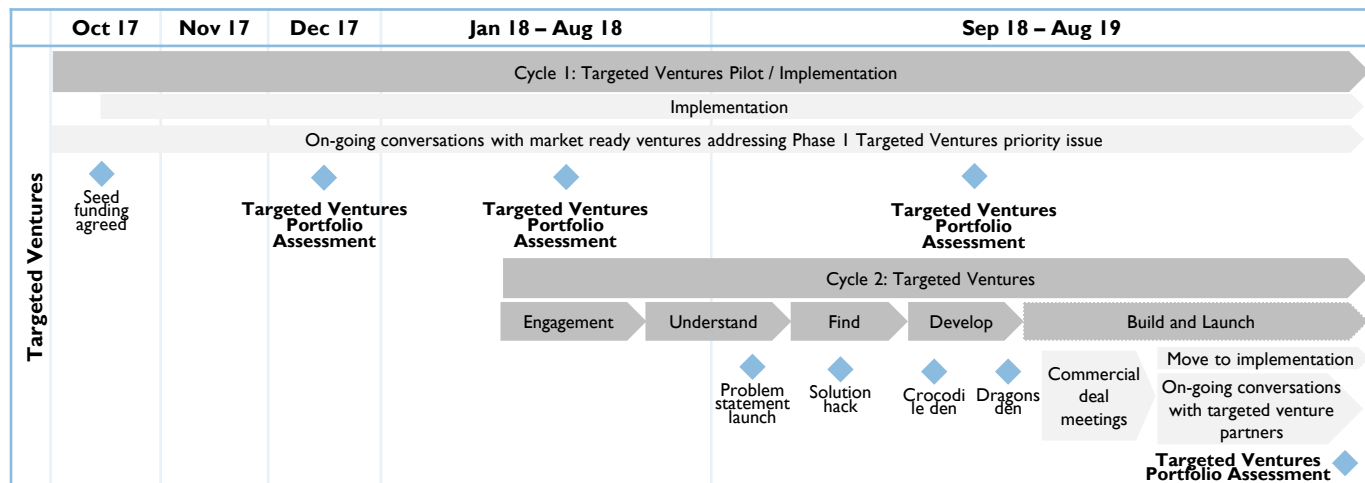 Oct 17
Nov 17
Dec 17
Jan 18 – Aug 18
Sep 18 – Aug 19
Targeted Ventures
Cycle 1: Targeted Ventures Pilot / Implementation
Implementation
On-going conversations with market ready ventures addressing Phase 1 Targeted Ventures priority issue
Seed
funding
agreed
Targeted Ventures
Portfolio
Assessment
Targeted Ventures
Portfolio
Assessment
Targeted Ventures
Portfolio
Assessment
Cycle 2: Targeted Ventures
Engagement
Understand
Find
Develop
Build and Launch
Problem
statement
launch
Solution
hack
Crocodi
le den
Dragons
den
Commercial
deal
meetings
Move to implementation
On-going conversations
with targeted venture
partners
Targeted Ventures
Portfolio Assessment